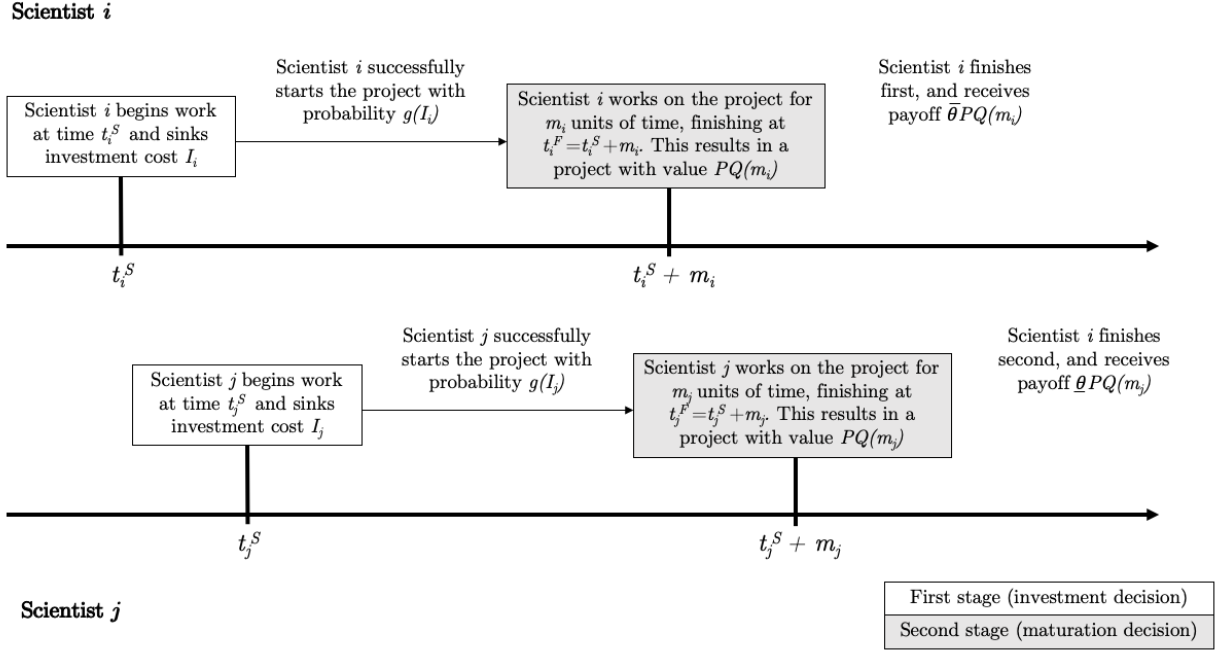 Scientist i
Scientist i begins work
at time t_i^S and sinks
investment cost I_i
Scientist i successfully
starts the project with
probability g(I_i)
Scientist i works on the project for
m_i units of time, finishing at
t_i^F=t_i^S+m_i. This results in a
project with value PQ(m_i)
Scientist i finishes
first, and receives
payoff θ̅PQ(m_i)
t_i^S
t_i^S + m_i
Scientist j begins work
at time t_j^S and sinks
investment cost I_j
Scientist j successfully
starts the project with
probability g(I_j)
Scientist j works on the project for
m_j units of time, finishing at
t_j^F=t_j^S+m_j. This results in a
project with value PQ(m_j)
Scientist i finishes
second, and receives
payoff θ̲PQ(m_j)
t_j^S
t_j^S + m_j
Scientist j
First stage (investment decision)
Second stage (maturation decision)